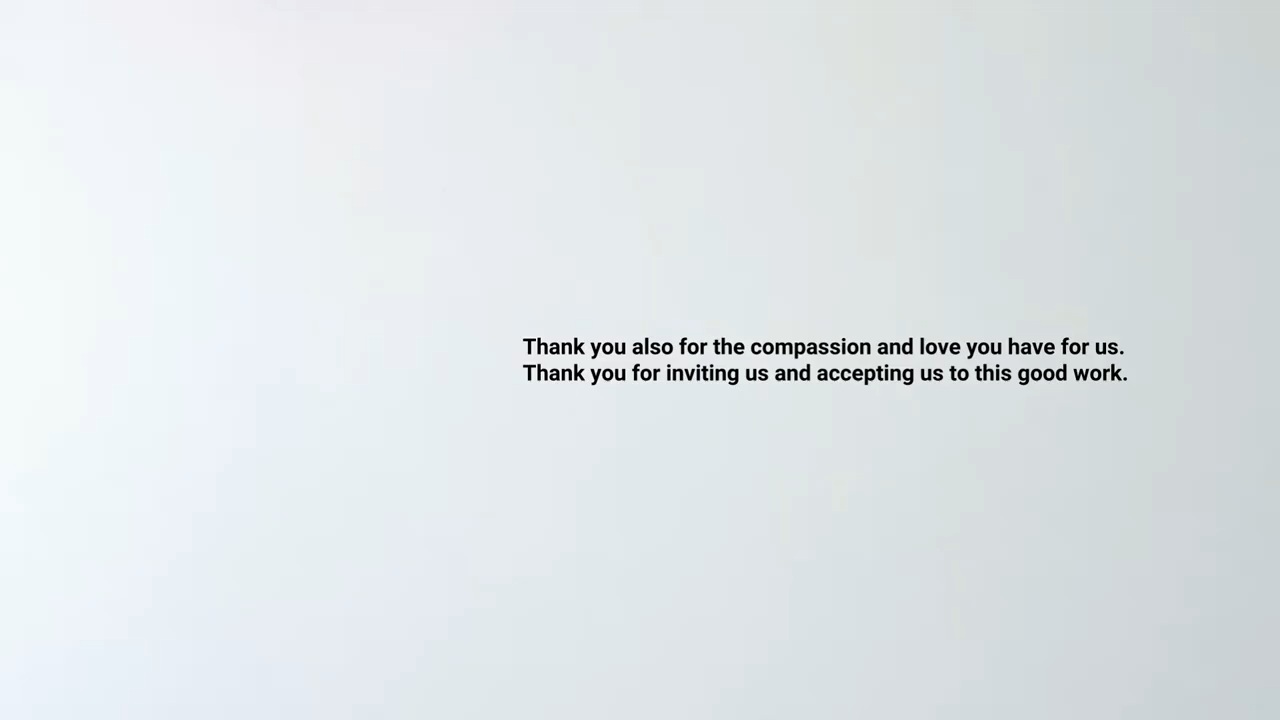 Thank you also for the compassion and love you have for us.
Thank you for inviting us and accepting us to this good work.